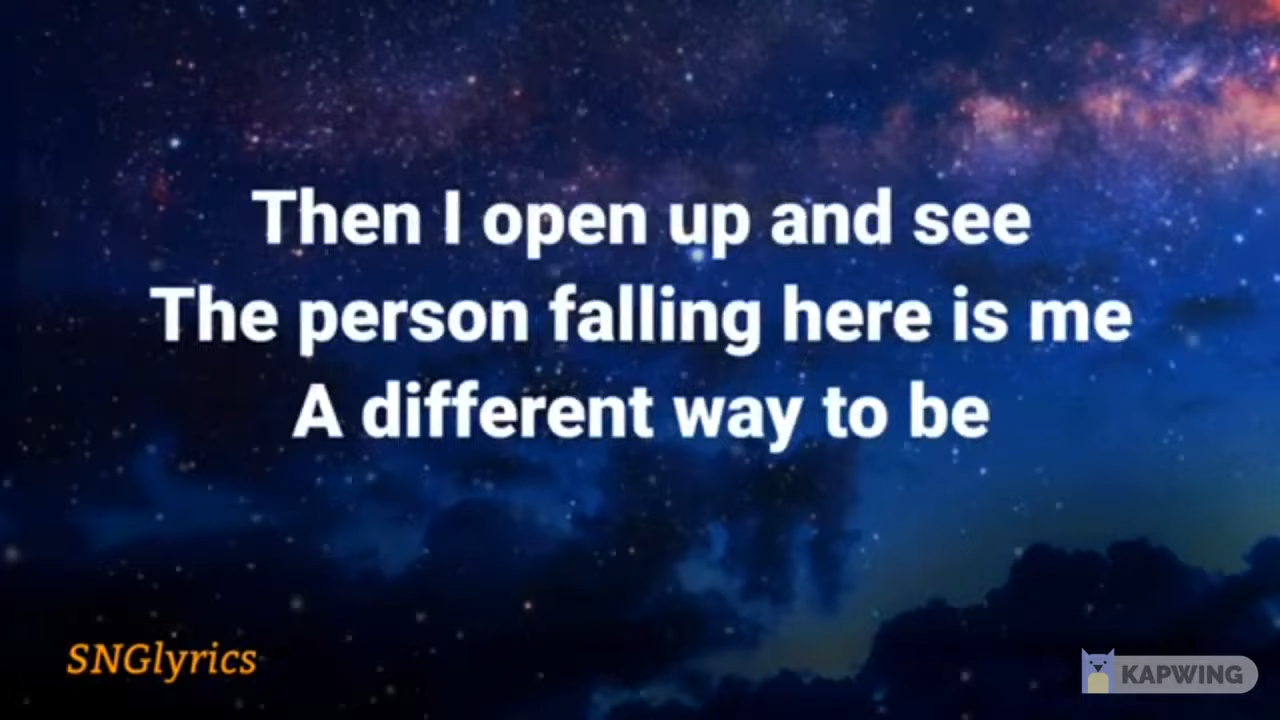 Then I open up and see
The person falling here is me
A different way to be
SNGlyrics
KAPWING